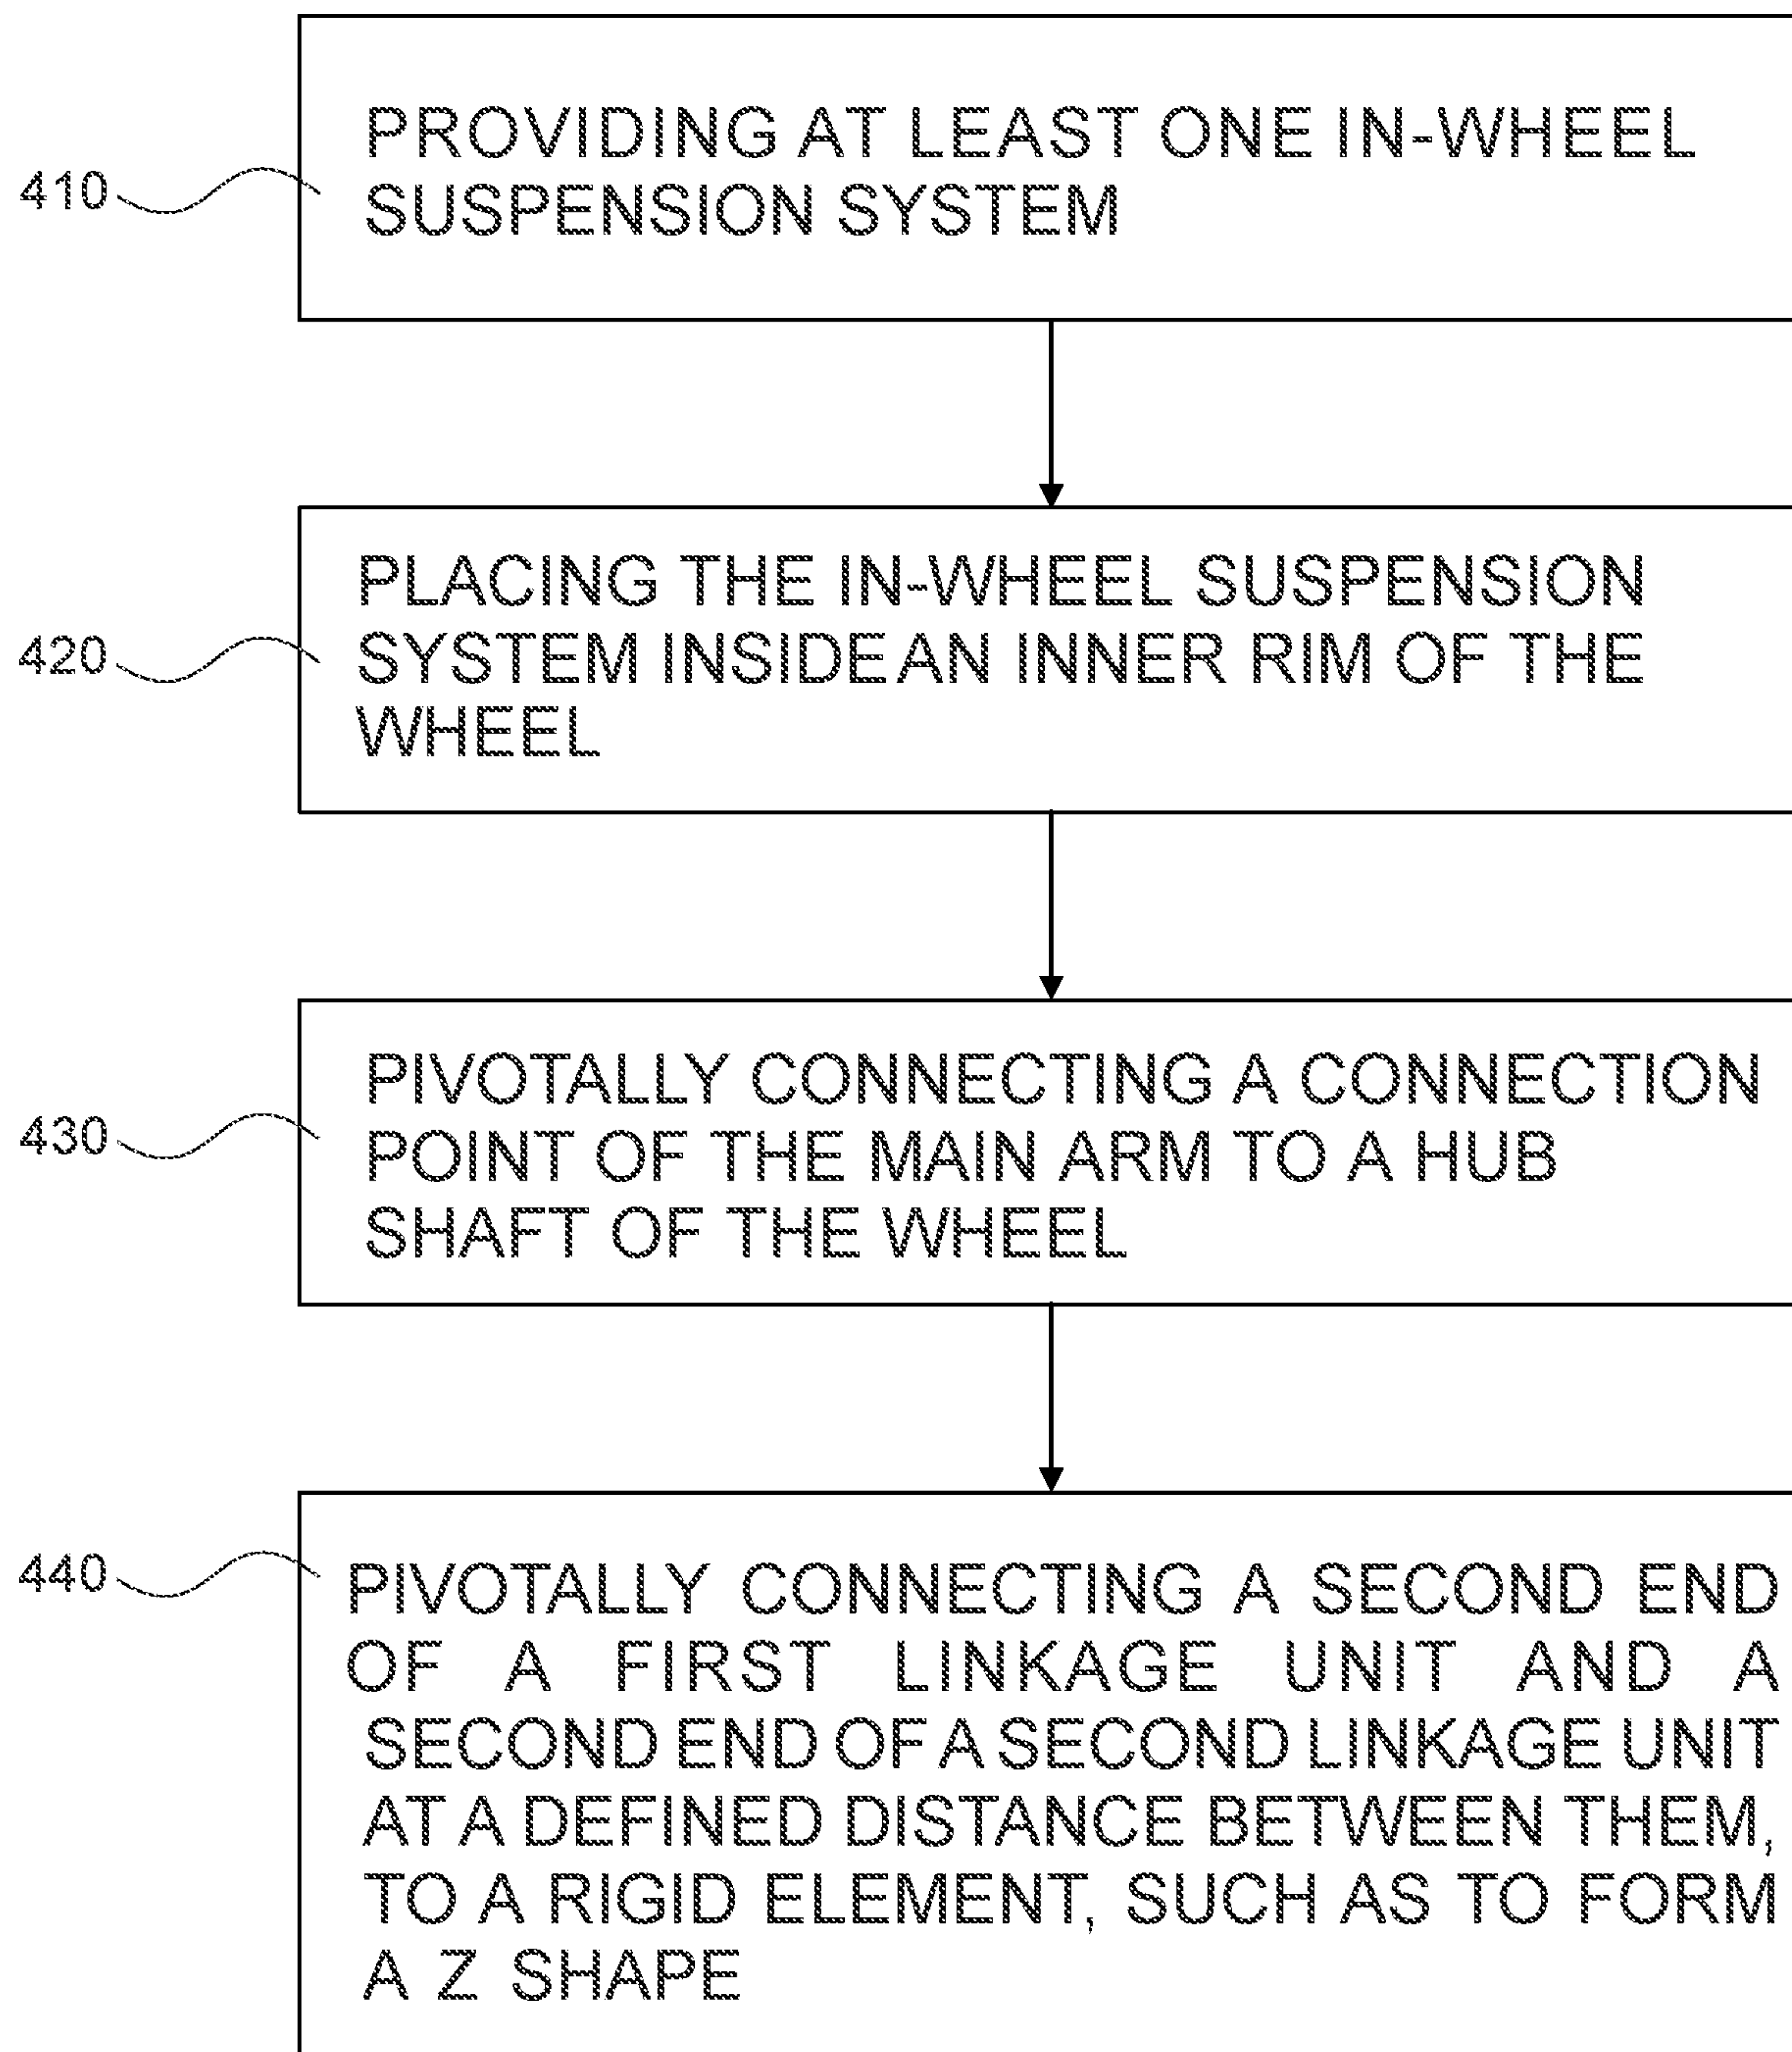 PROVIDING AT LEAST ONE IN-WHEEL
410
SUSPENSION SYSTEM
PLACING THE IN-WHEEL SUSPENSION
420
SYSTEM INSIDE AN INNER RIM OF THE
WHEEL
PIVOTALLY CONNECTING A CONNECTION
430
POINT OF THE MAIN ARM TO A HUB
SHAFT OF THE WHEEL
440
PIVOTALLY CONNECTING A SECOND END
OF A FIRST LINKAGE UNIT AND A
SECOND END OF A SECOND LINKAGE UNIT
AT A DEFINED DISTANCE BETWEEN THEM,
TO A RIGID ELEMENT, SUCH AS TO FORM
A Z SHAPE